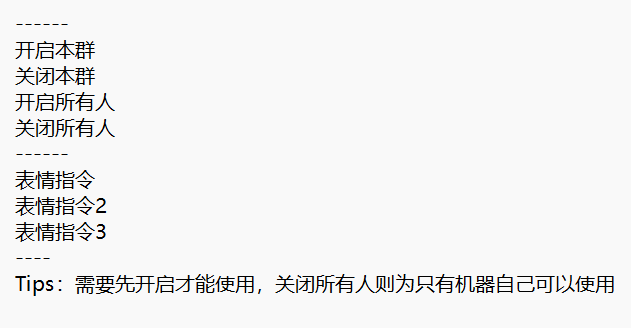 ------
开启本群
关闭本群
开启所有人
关闭所有人
------
表情指令
表情指令2
表情指令3
----
Tips：需要先开启才能使用，关闭所有人则为只有机器自己可以使用